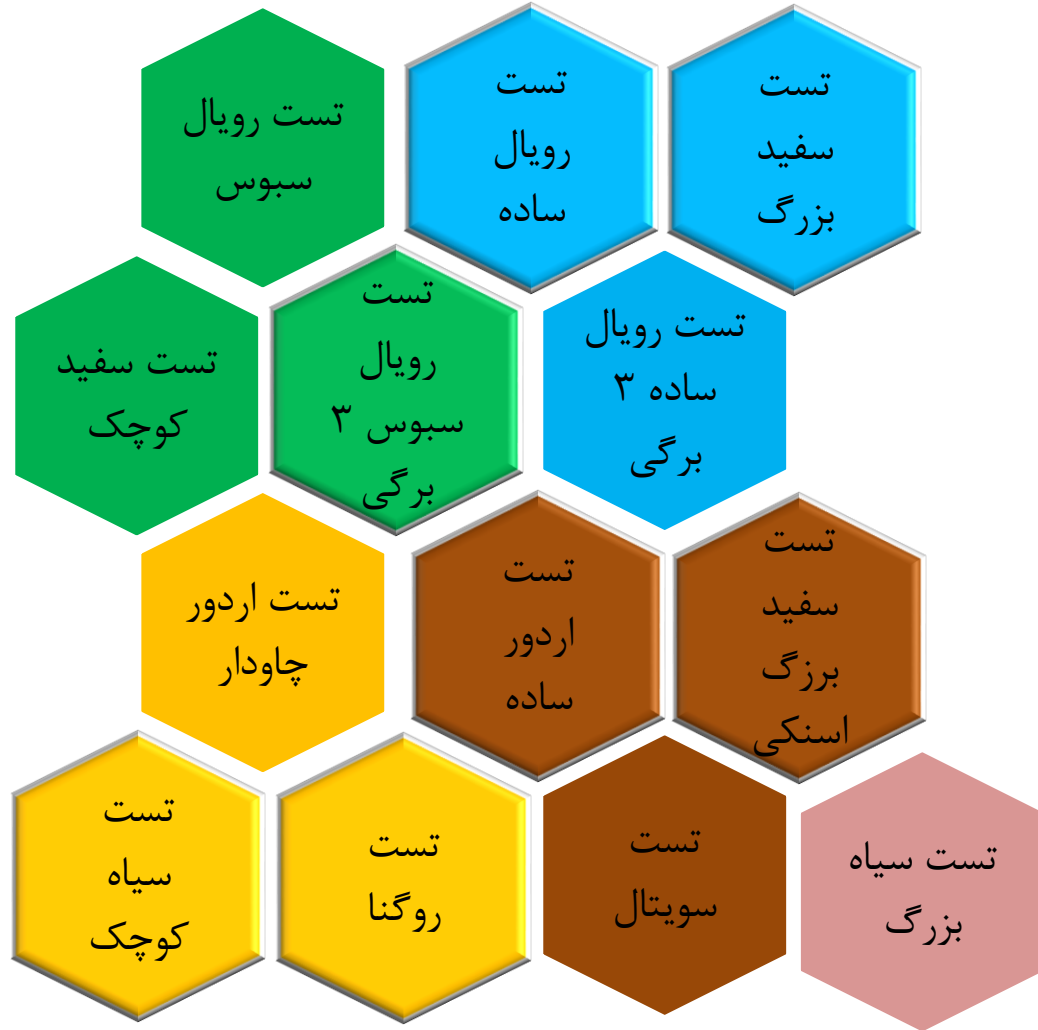 تست
سفید
بزرگ
تست
رویال
ساده
تست رویال
سبوس
تست رویال
ساده ۳
برگی
تست
رویال
سبوس ۳
برگی
تست سفید
کوچک
تست
سفید
برزگ
اسنکی
تست
اردور
ساده
تست اردور
چاودار
تست سیاه
بزرگ
تست
سویتال
تست
روگنا
تست
سیاه
کوچک